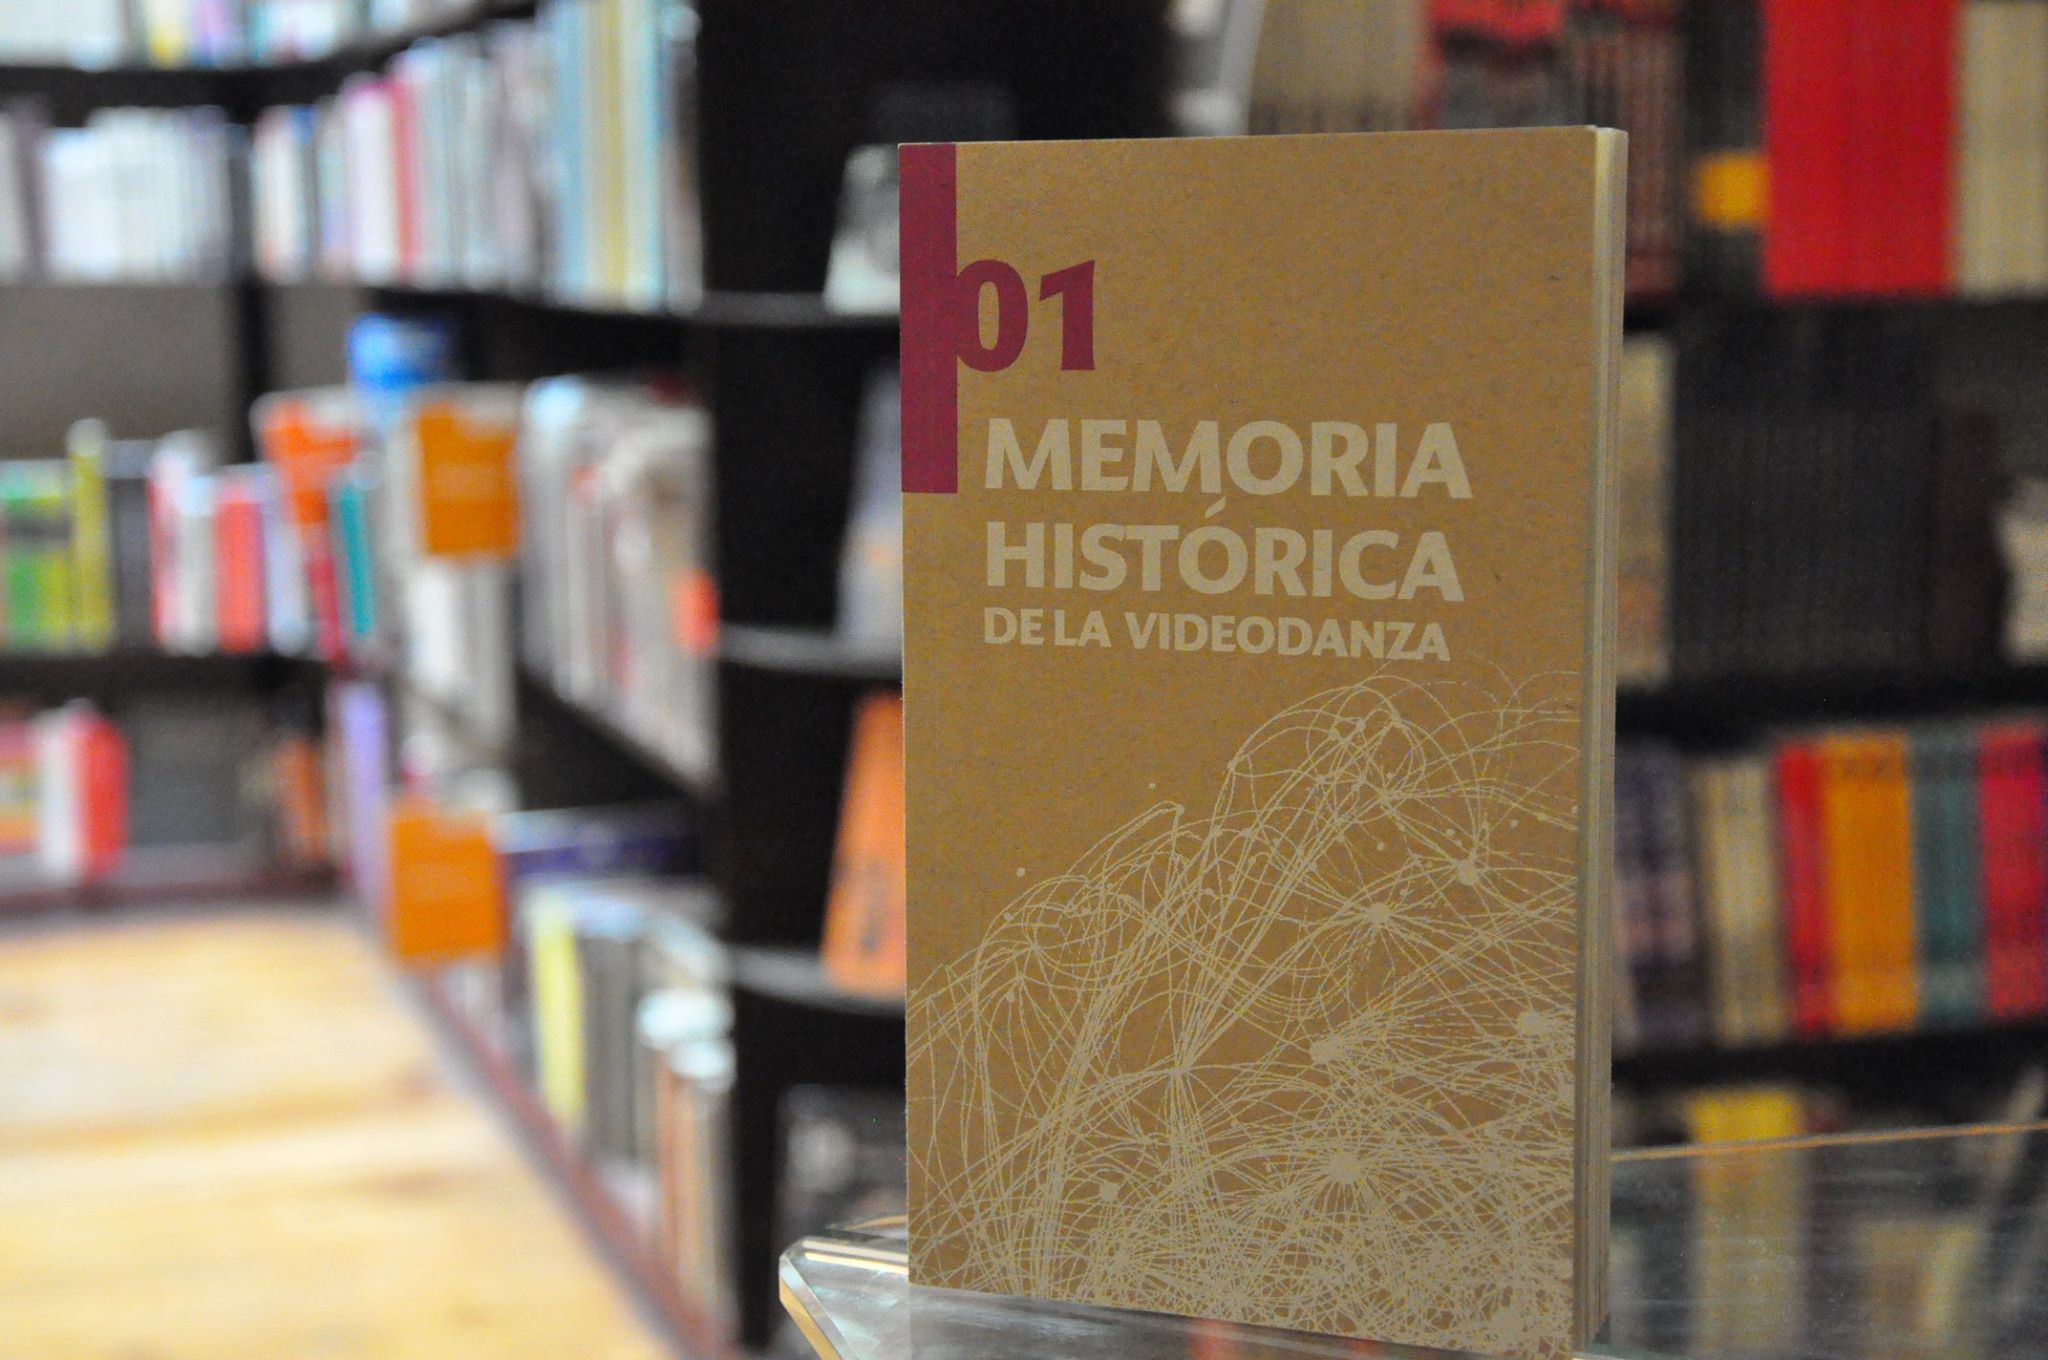 01
MEMORIA
HISTÓRICA
DE LA VIDEODANZA